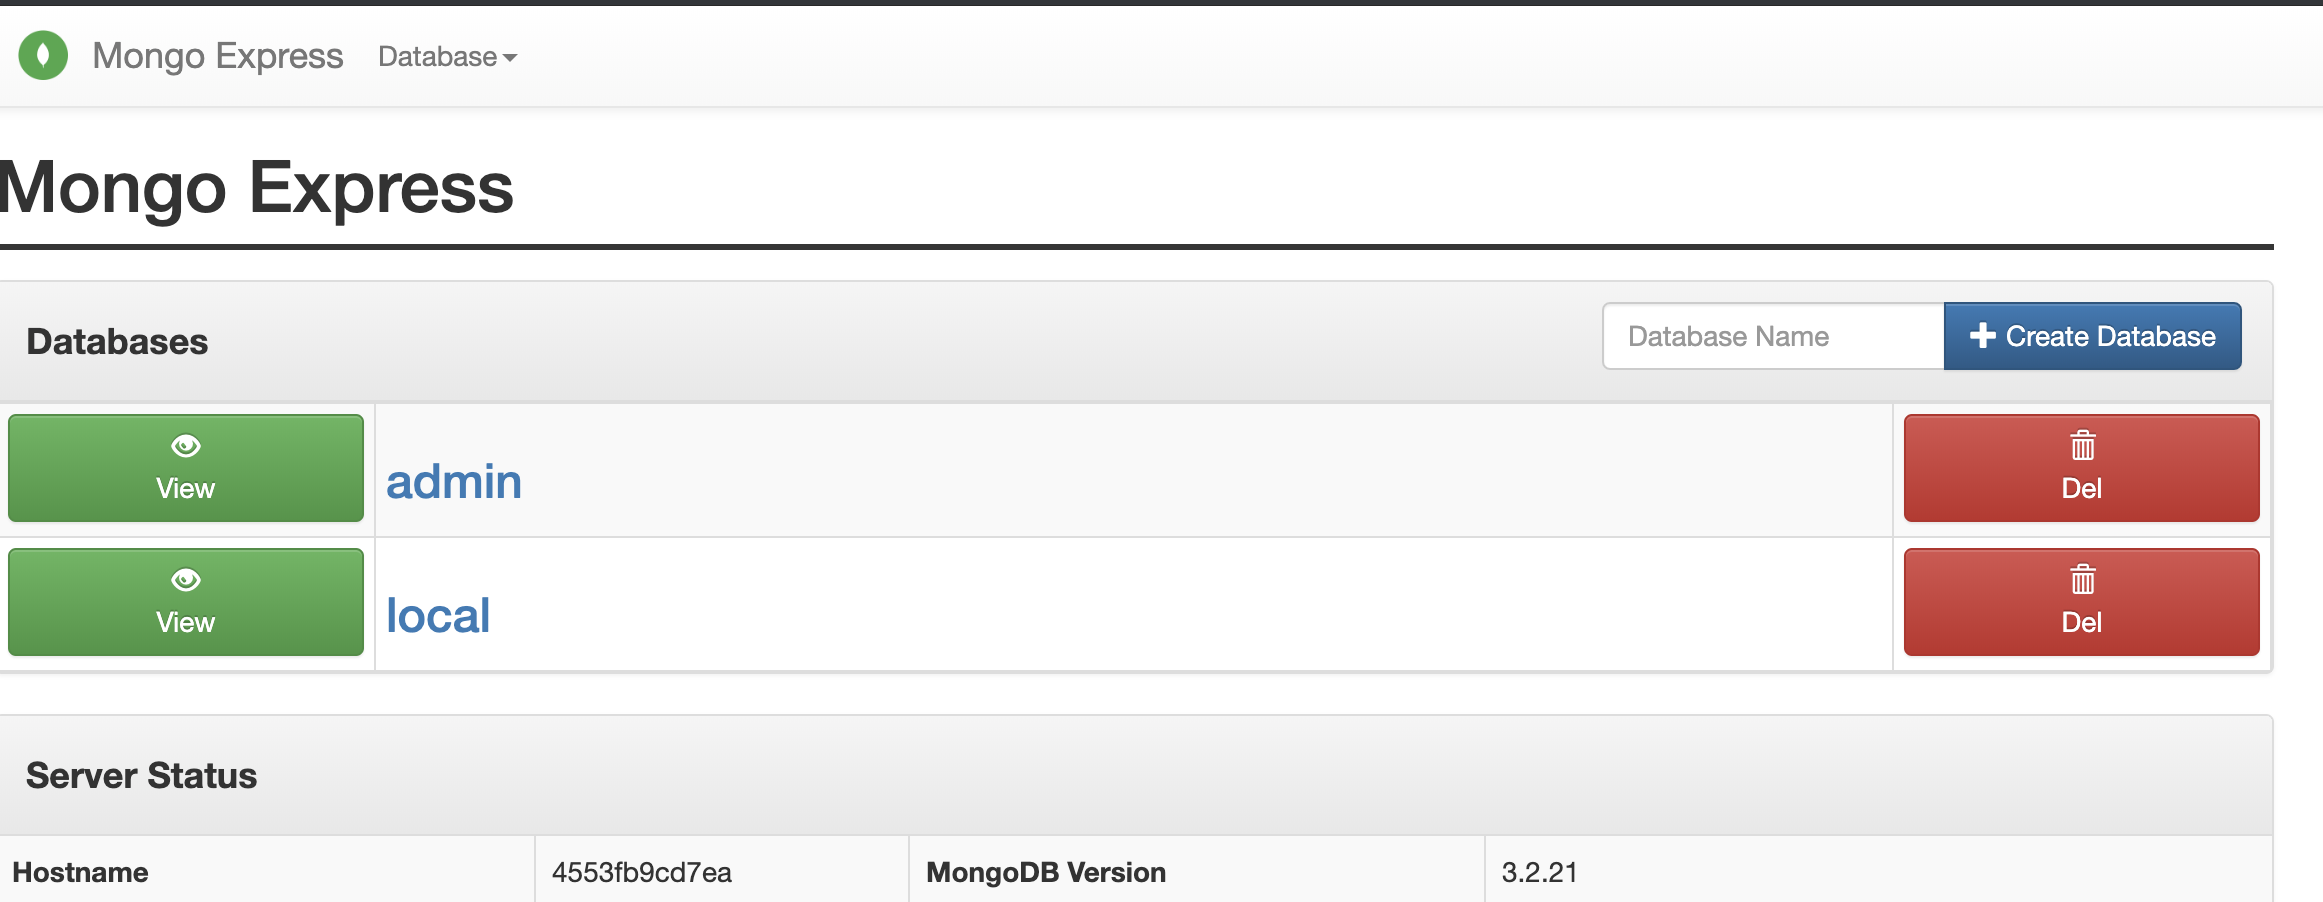 Mongo Express Database
Mongo Express
Databases
Database Name
Create Database
View
admin
Del
View
local
Del
Server Status
Hostname 4553fb9cd7ea MongoDB Version 3.2.21